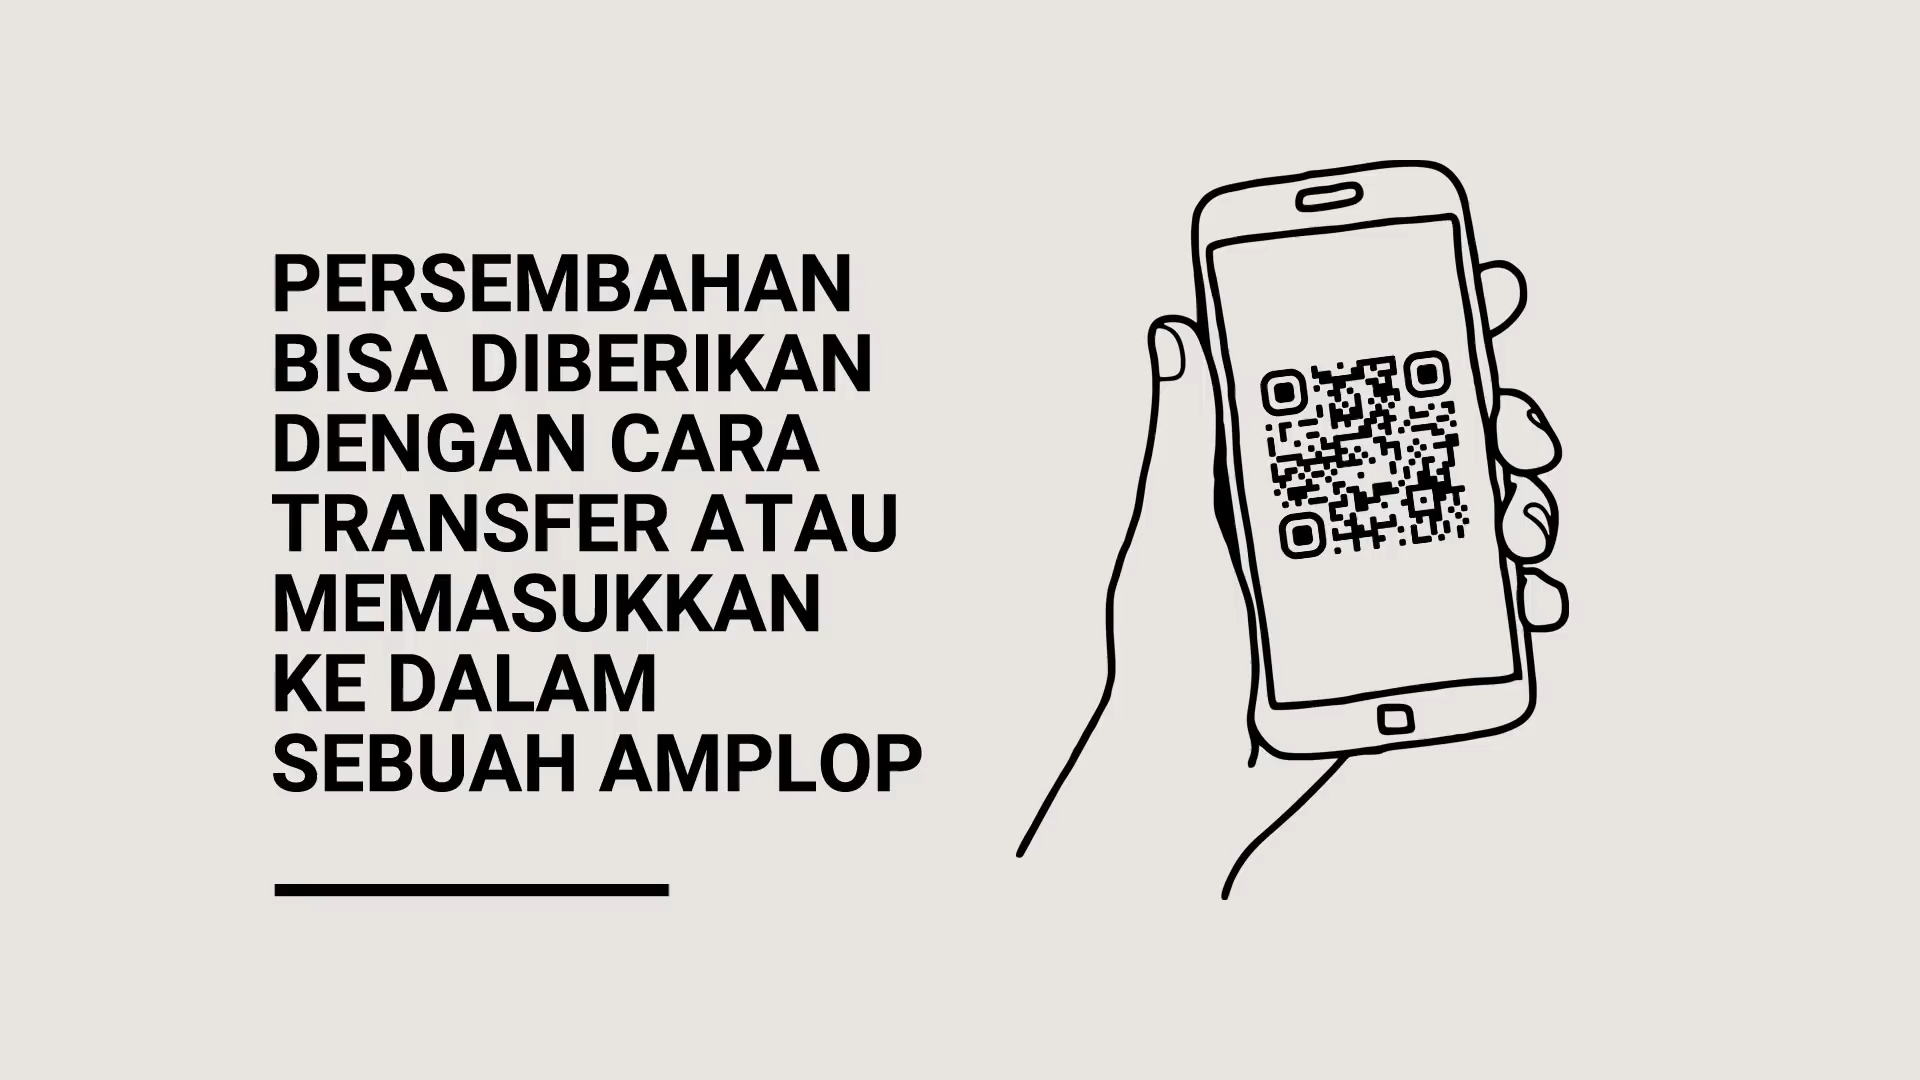 PERSEMBAHAN
BISA DIBERIKAN
DENGAN CARA
TRANSFER ATAU
MEMASUKKAN
KE DALAM
SEBUAH AMPLOP